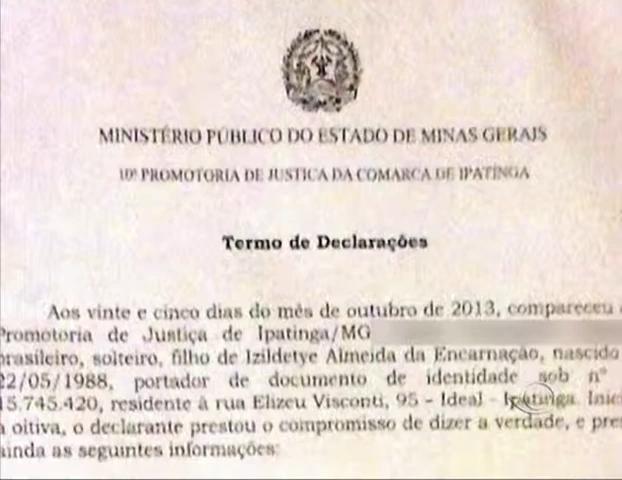 MINISTÉRIO PÚBLICO DO ESTADO DE MINAS GERAIS
10ª PROMOTORIA DE JUSTIÇA DA COMARCA DE IPATINGA
Termo de Declarações
Aos vinte e cinco dias do mês de outubro de 2013, compareceu
Promotoria de Justiça de Ipatinga/MG
brasileiro, solteiro, filho de Izildetye Almeida da Encarnação, nascido
22/05/1988, portador de documento de identidade sob nº
15.745.420, residente à rua Elizeu Visconti, 95 - Ideal - Ipatinga. Inici
a oitiva, o declarante prestou o compromisso de dizer a verdade, e pres
ainda as seguintes informações: